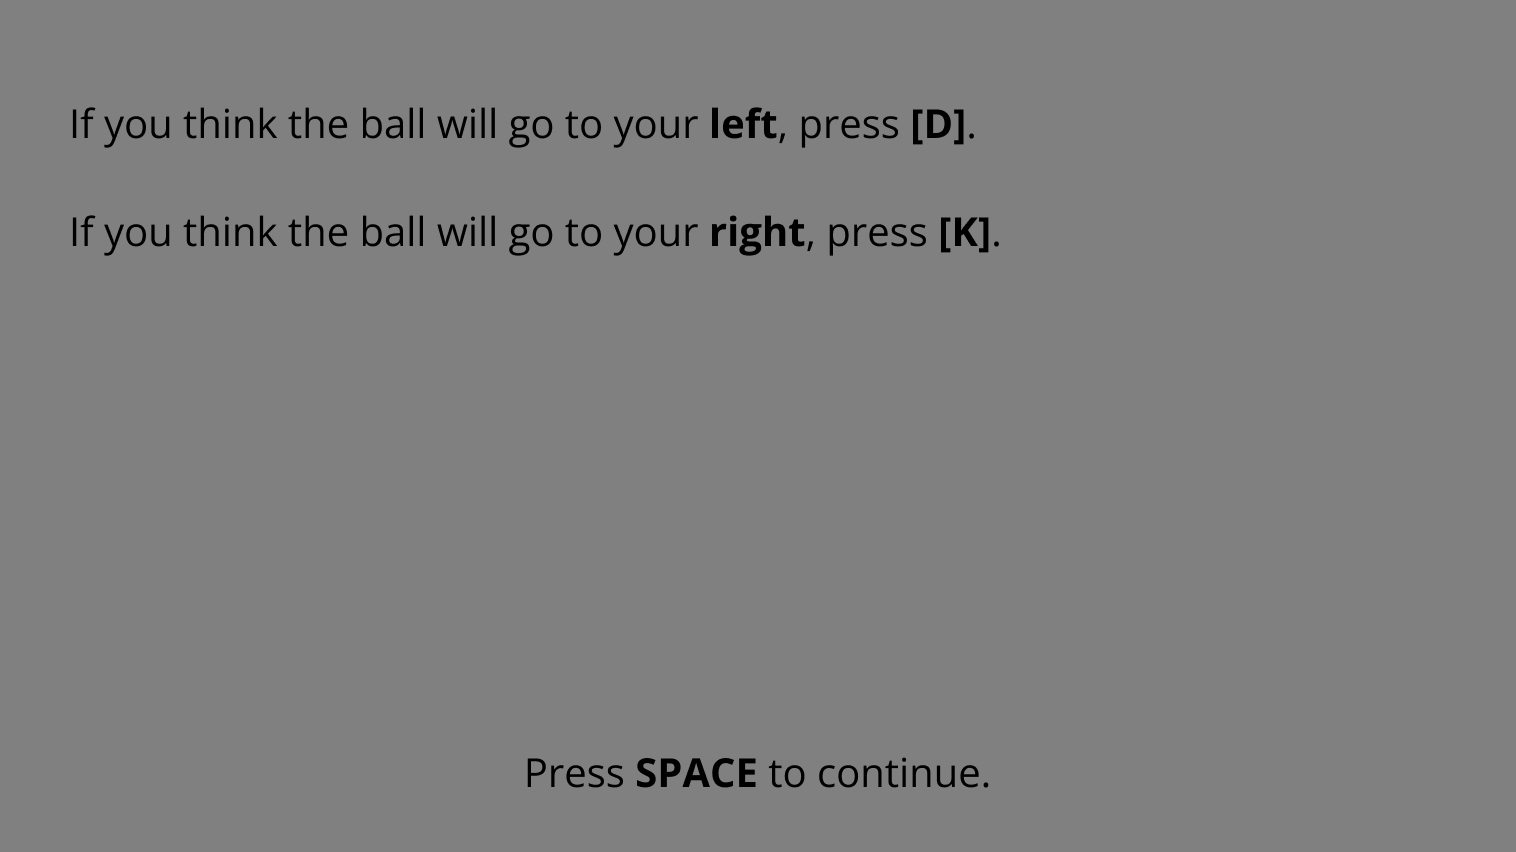 If you think the ball will go to your left, press [D].
If you think the ball will go to your right, press [K].
Press SPACE to continue.